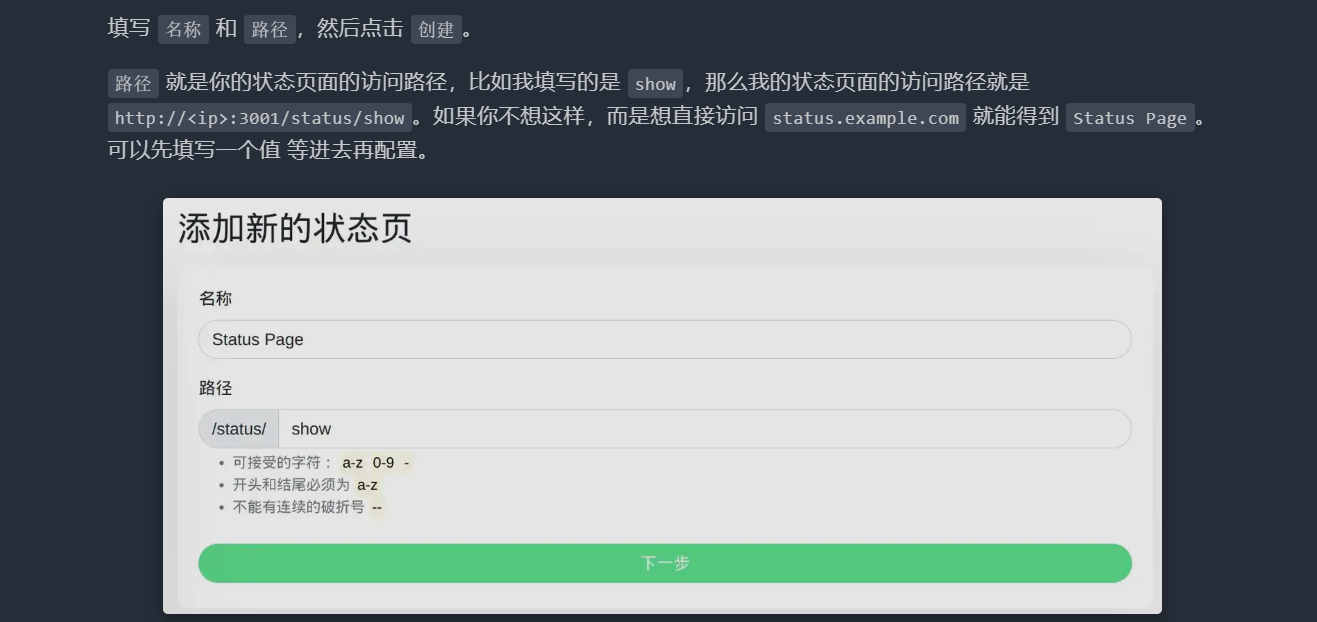 填写 名称 和 路径，然后点击 创建。
路径 就是你的状态页面的访问路径，比如我填写的是 show，那么我的状态页面的访问路径就是
http://<ip>:3001/status/show。如果你不想这样，而是想直接访问 status.example.com 就能得到 Status Page。
可以先填写一个值 等进去再配置。
添加新的状态页
名称
Status Page
路径
/status/ show
• 可接受的字符： a-z 0-9 -
• 开头和结尾必须为 a-z
• 不能有连续的破折号 --
下一步